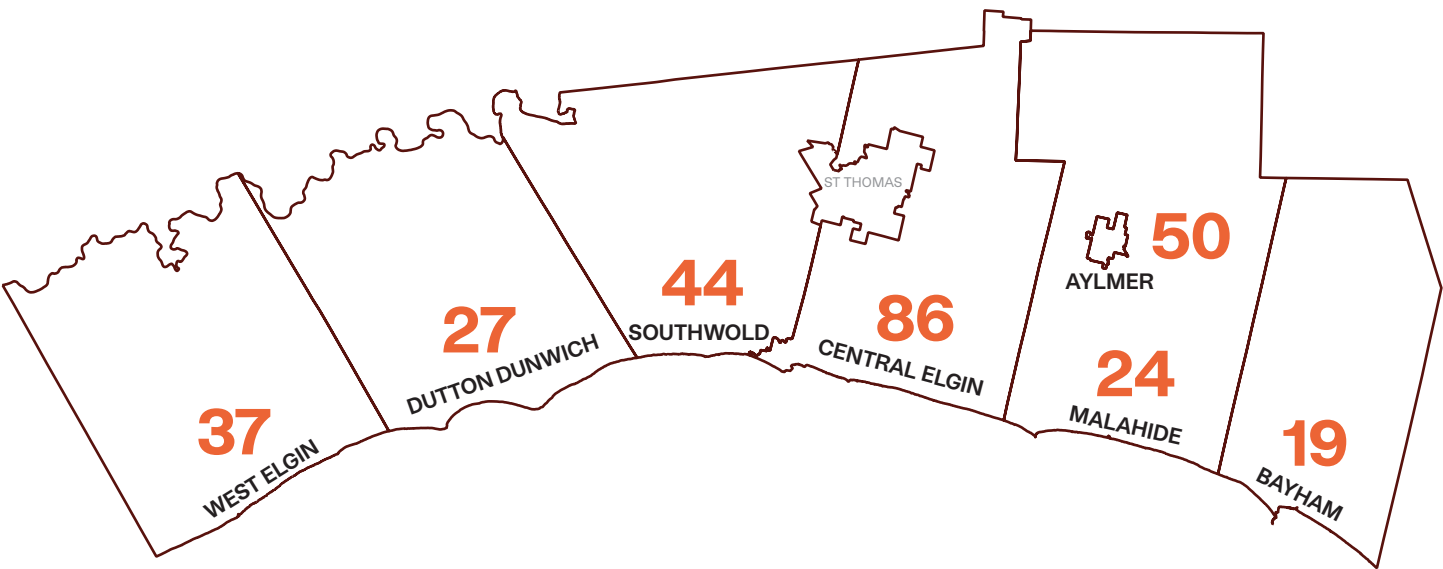 37
WEST ELGIN
27
DUTTON DUNWICH
44
SOUTHWOLD
ST THOMAS
86
CENTRAL ELGIN
50
AYLMER
24
MALAHIDE
19
BAYHAM